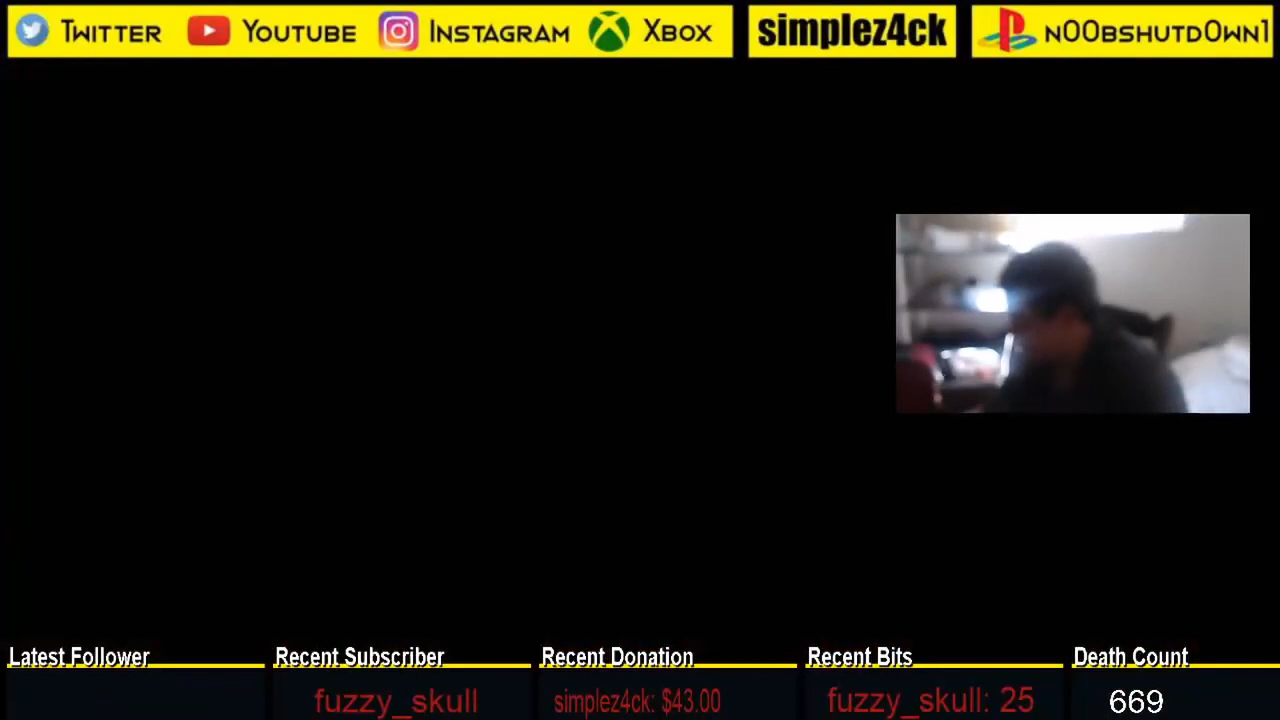 Twitter Youtube Instagram Xbox simplez4ck n00bshutd0wn1
Latest Follower Recent Subscriber Recent Donation Recent Bits Death Count
fuzzy_skull simplez4ck: $43.00 fuzzy_skull: 25 669